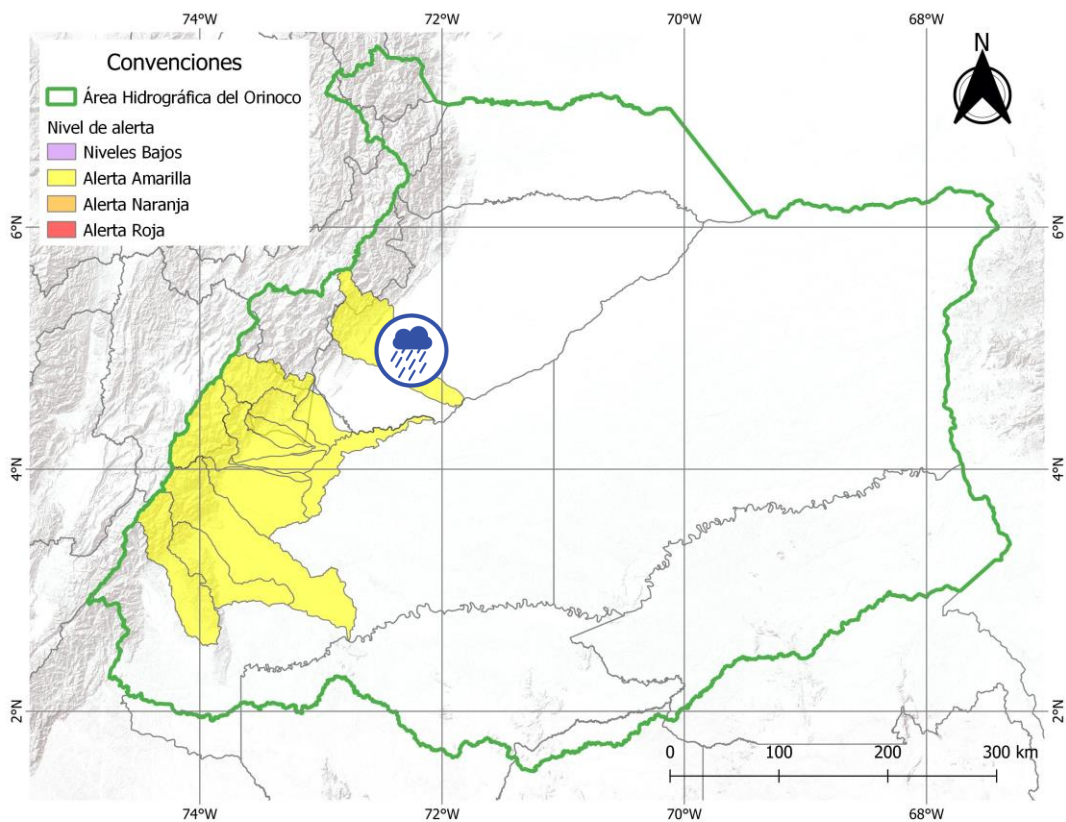 74°W 72°W 70°W 68°W
Convenciones
Área Hidrográfica del Orinoco
Nivel de alerta
Niveles Bajos
Alerta Amarilla
Alerta Naranja
Alerta Roja
N
6°N 6°N
4°N 4°N
2°N 2°N
0 100 200 300 km
74°W 72°W 70°W 68°W